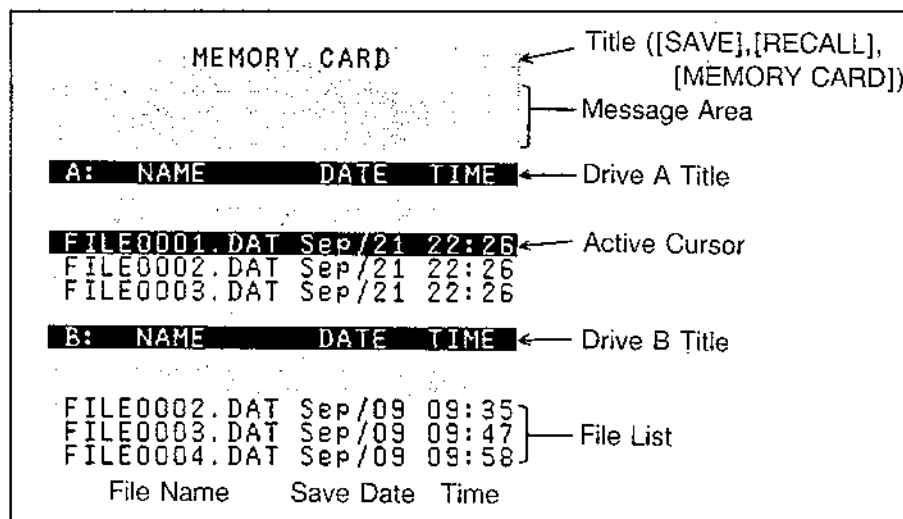 MEMORY CARD
Title ([SAVE],[RECALL],
[MEMORY CARD])
Message Area
A: NAME DATE TIME
Drive A Title
FILE0001.DAT Sep/21 22:26
Active Cursor
FILE0002.DAT Sep/21 22:26
FILE0003.DAT Sep/21 22:26
B: NAME DATE TIME
Drive B Title
FILE0002.DAT Sep/09 09:35
FILE0003.DAT Sep/09 09:47
File List
FILE0004.DAT Sep/09 09:58
File Name Save Date Time